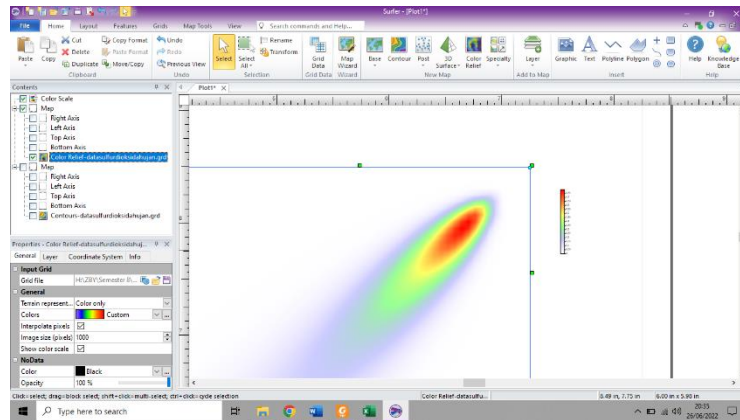 Surfer - [Plot1*]
File Home Layout Features Grids Map Tools View Search commands and Help...
Paste Copy Cut Delete Duplicate Copy Format Paste Format Move/Copy
Undo Redo Previous View
Select Select All Rename Transform
Grid Data Map Wizard Base Contour Post 3D Surface Color Relief Specialty Layer
Graphic Text Polyline Polygon Help Knowledge Base
Clipboard Undo Selection Grid Data Wizard New Map Add to Map Insert Help
Contents Plot1*
Color Scale
Map
Right Axis
Left Axis
Top Axis
Bottom Axis
Color Relief-datasulfurdioksidahujan.grd
Map
Right Axis
Left Axis
Top Axis
Bottom Axis
Contours-datasulfurdioksidahujan.grd
Properties - Color Relief-datasulfurdioksidahuj...
General Layer Coordinate System Info
Input Grid
Grid file
General
Terrain represent... Color only
Colors Custom
Interpolate pixels
Image size (pixels) 1000
Show color scale
NoData
Color Black
Opacity 100 %
Click=select; drag=block select; shift+click=multi-select; ctrl+click=cycle selection Color Relief-datasulfu... 8.49 in, 7.75 in 6.00 in x 5.98 in
Type here to search 20:35
26/06/2022